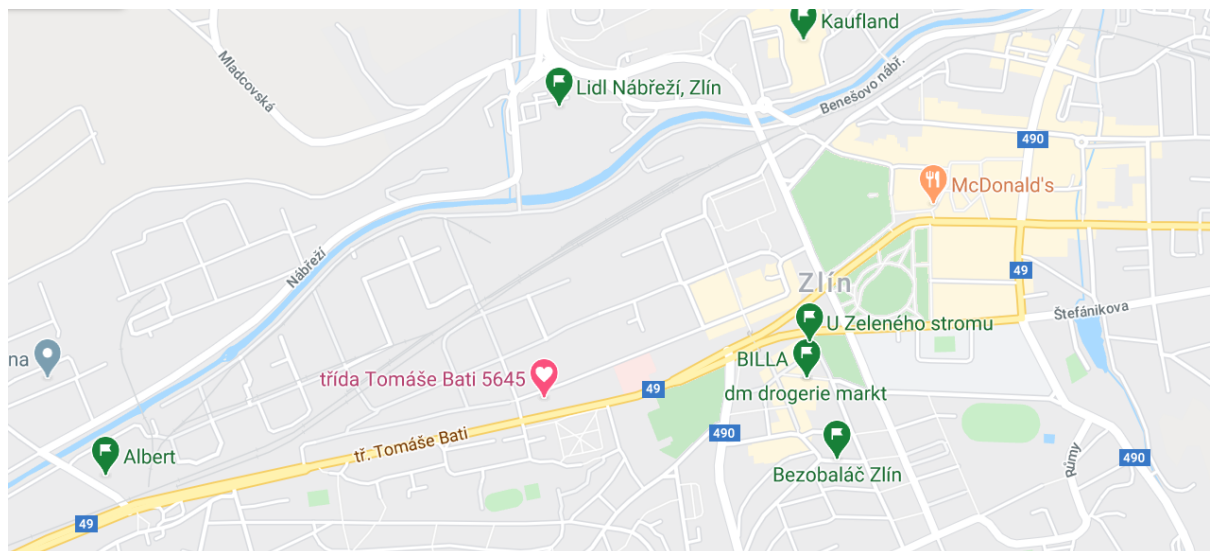 Kaufland
Mladcovská
Lidl Nábřeží, Zlín
Benešovo nábř.
490
McDonald's
Nábřeží
Zlín
49
Štefánikova
U Zeleného stromu
na
BILLA
třída Tomáše Bati 5645
49
dm drogerie markt
tř. Tomáše Bati
490
Albert
Růmy
490
Bezobaláč Zlín
49